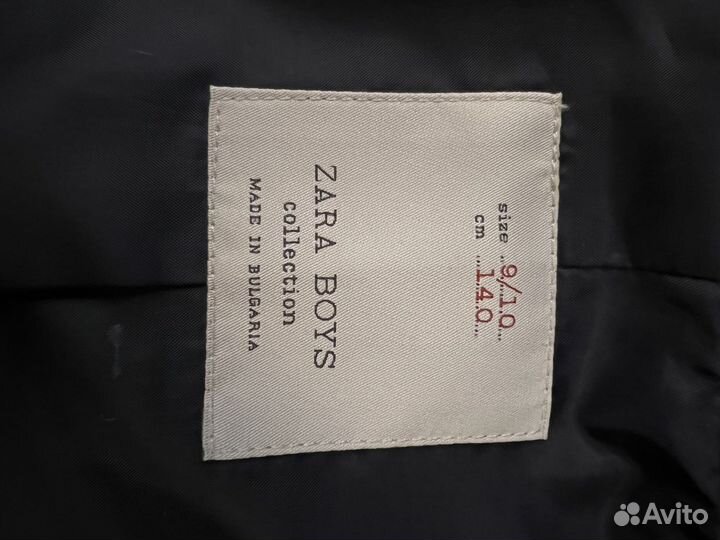 size ..9/10..
cm ..140..
ZARA BOYS
collection
MADE IN BULGARIA
Avito